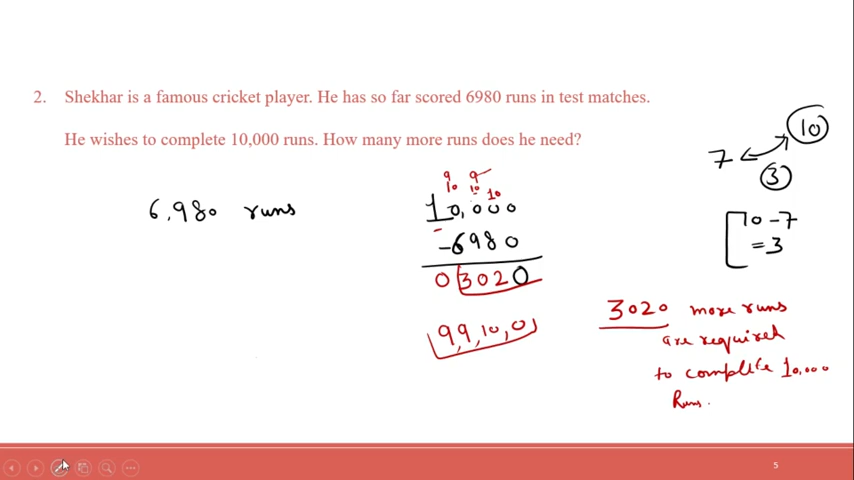 2. Shekhar is a famous cricket player. He has so far scored 6980 runs in test matches.
He wishes to complete 10,000 runs. How many more runs does he need?
7 10
3
6,980 runs
9 9
10 10 10
10,000
-6980
03020
9,9,10,0
10-7
=3
3020 more runs
are required
to complete 10,000
Runs.
5